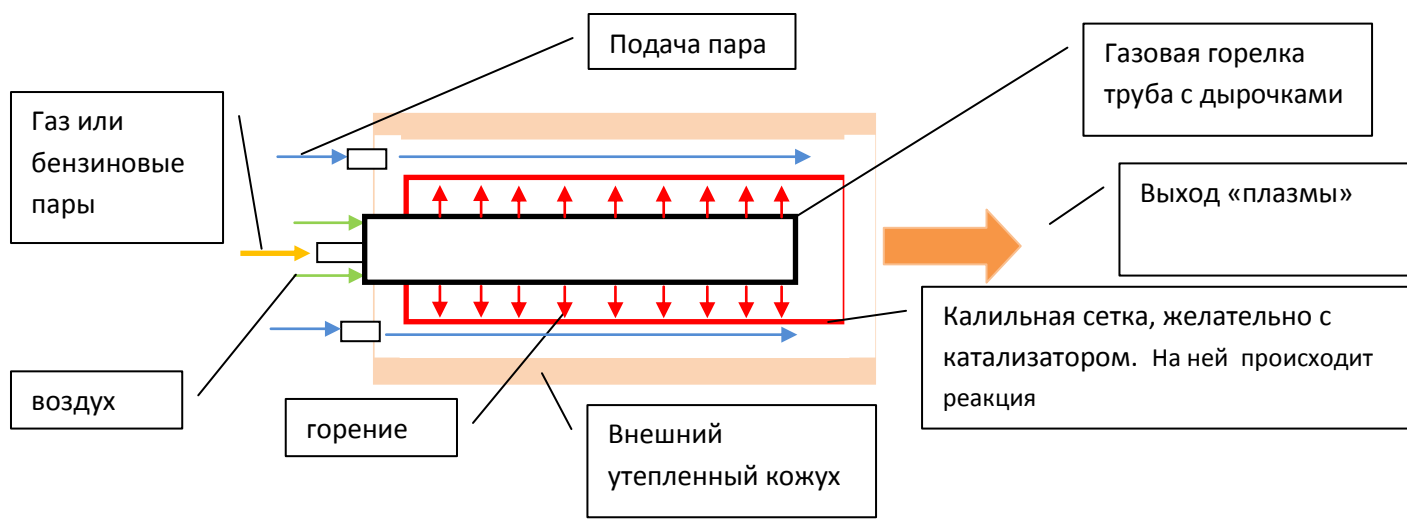 Подача пара
Газовая горелка
труба с дырочками
Газ или
бензиновые
пары
Выход «плазмы»
Калильная сетка, желательно с
катализатором. На ней происходит
реакция
воздух
горение
Внешний
утепленный кожух